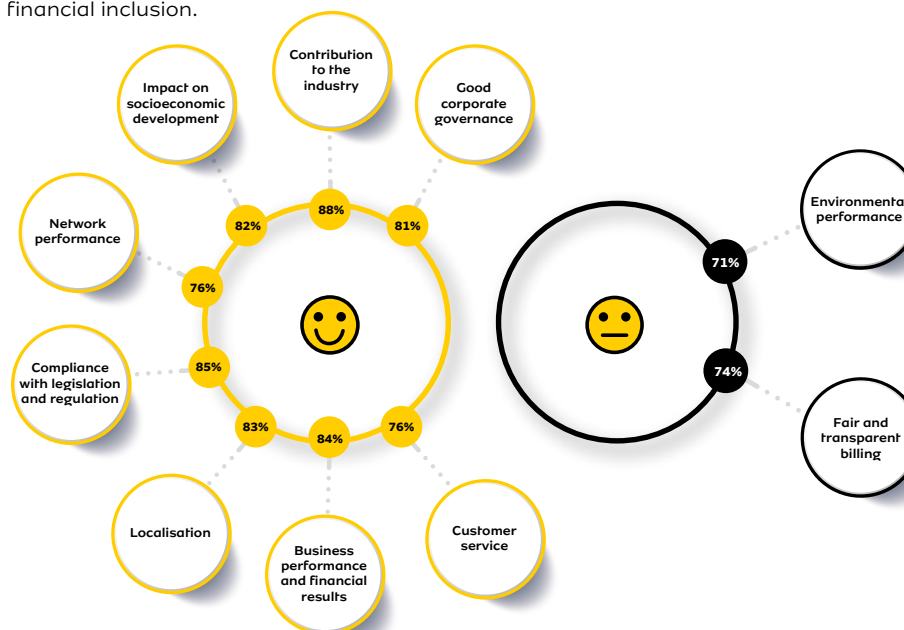 financial inclusion.
Contribution
to the
industry
Impact on
socioeconomic
development
Good
corporate
governance
Network
performance
Compliance
with legislation
and regulation
Localisation
Business
performance
and financial
results
Customer
service
88%
82%
81%
76%
85%
83%
84%
76%
Environmenta
performance
71%
74%
Fair and
transparent
billing